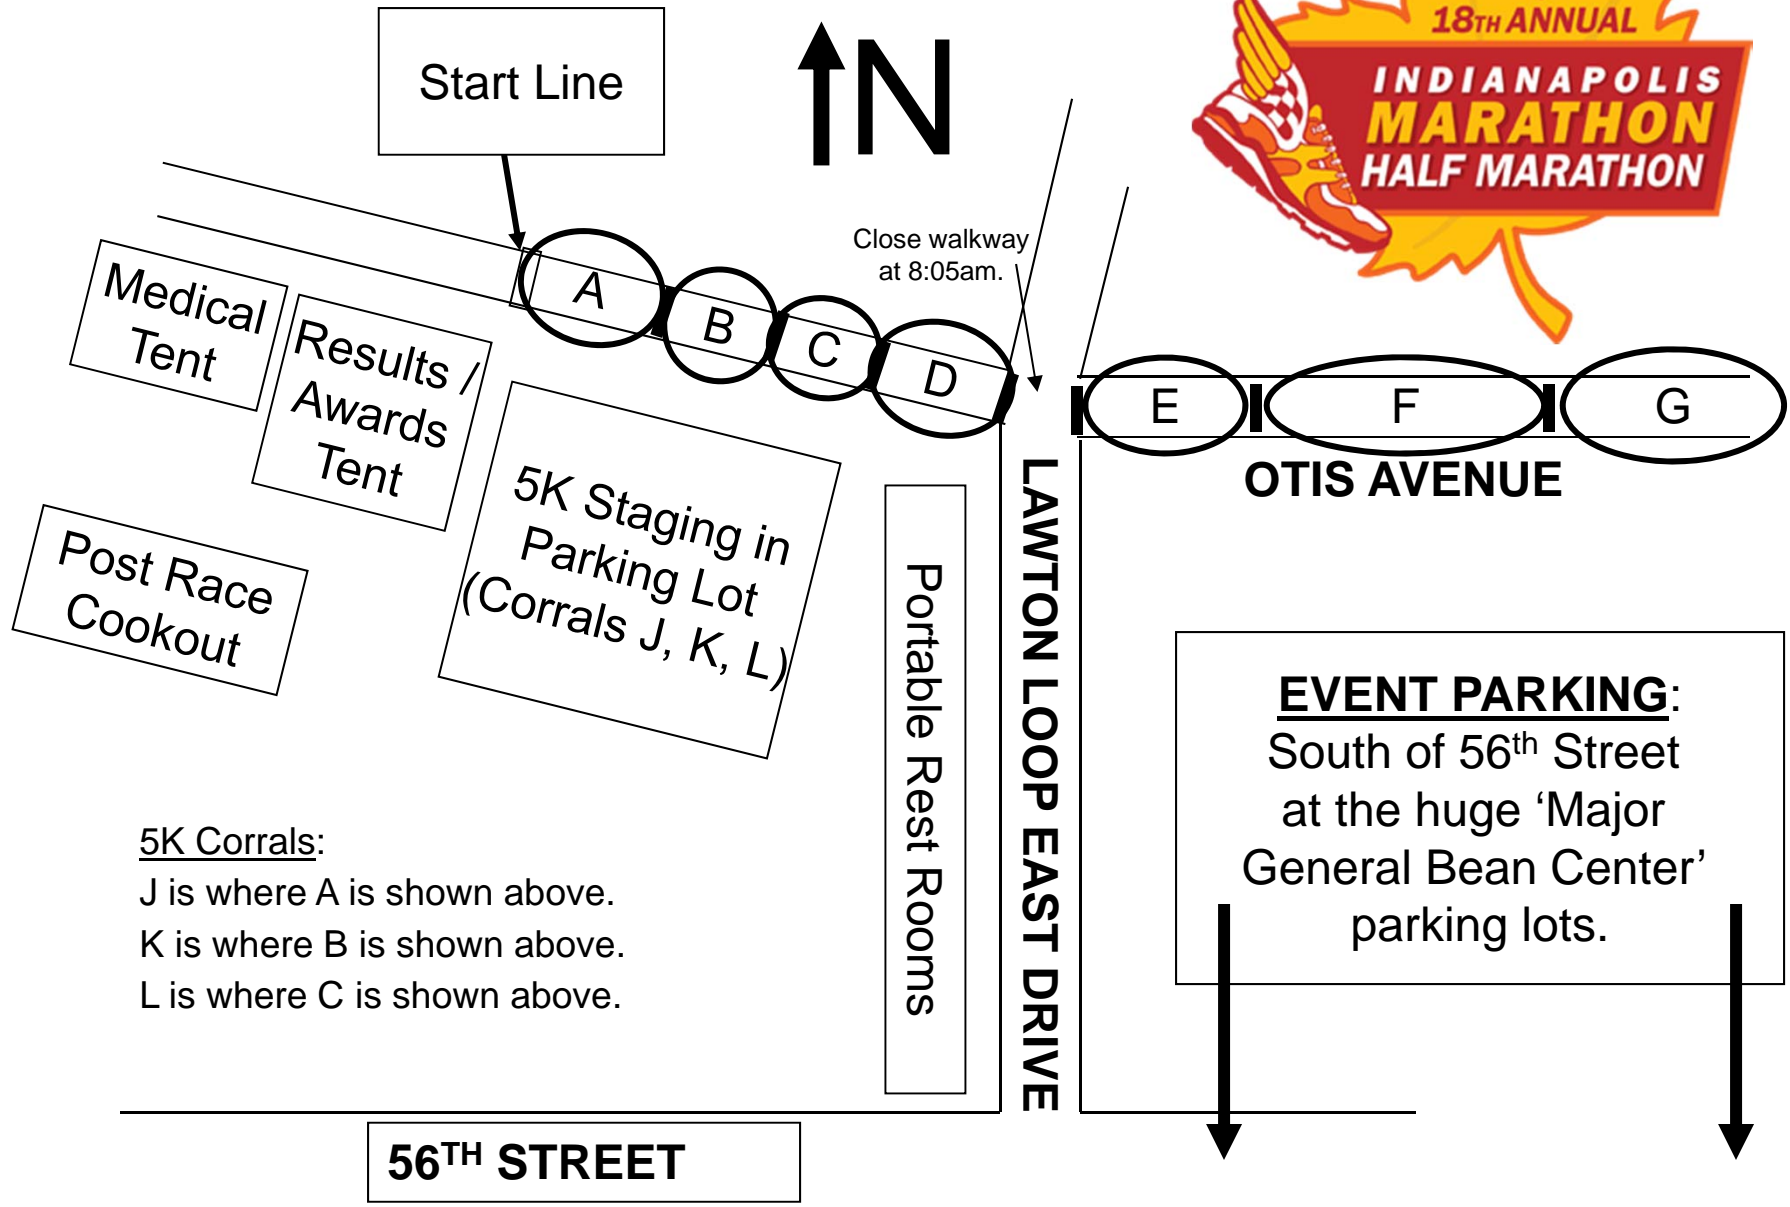 Start Line
N
18TH ANNUAL
INDIANAPOLIS
MARATHON
HALF MARATHON
Close walkway
at 8:05am.
Medical
Tent
Results /
Awards
Tent
A
B
C
D
E
F
G
OTIS AVENUE
5K Staging in
Parking Lot
(Corrals J, K, L)
Post Race
Cookout
Portable Rest Rooms
LAWTON LOOP EAST DRIVE
EVENT PARKING:
South of 56th Street
at the huge ‘Major
General Bean Center’
parking lots.
5K Corrals:
J is where A is shown above.
K is where B is shown above.
L is where C is shown above.
56TH STREET